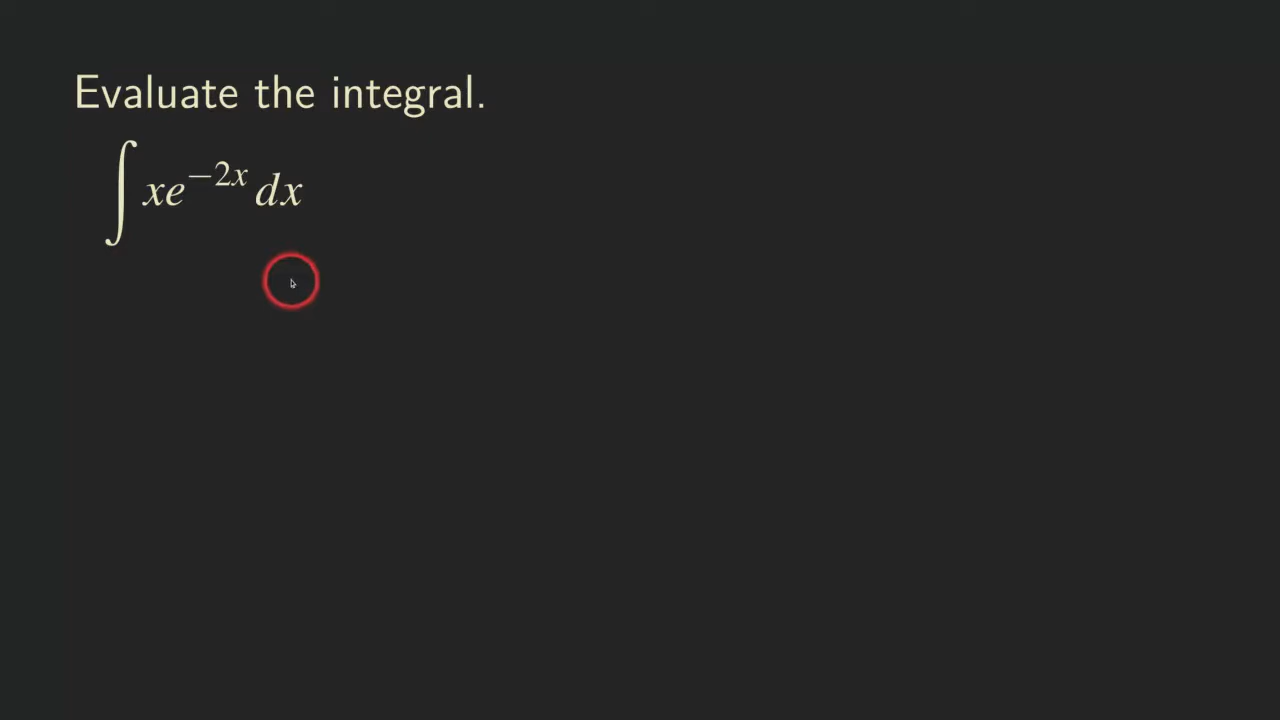 Evaluate the integral.
∫ xe^{−2x} dx